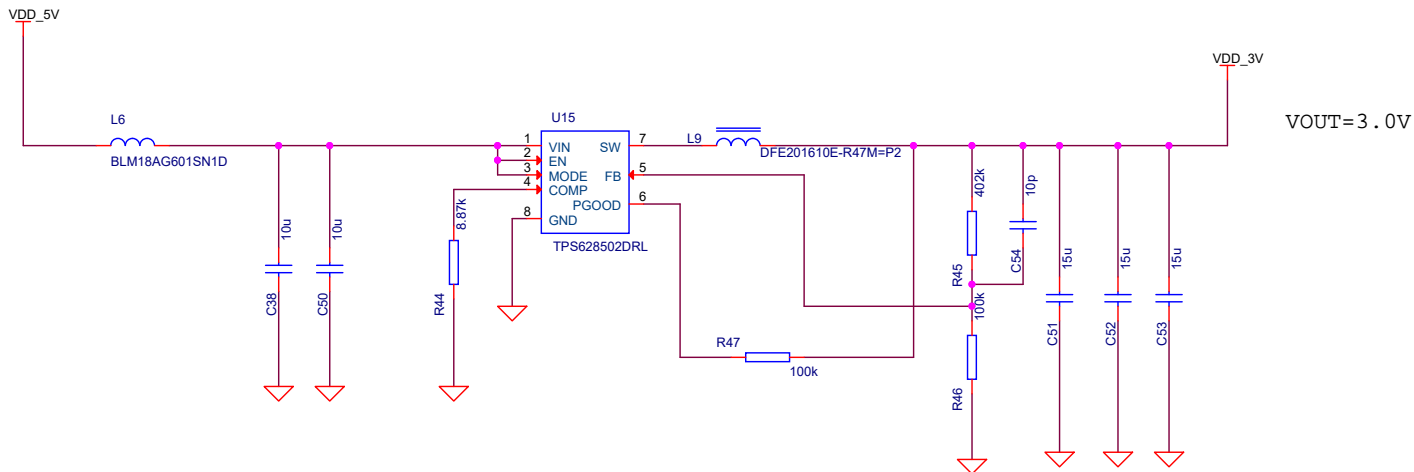 VDD_5V
VDD_3V
VOUT=3.0V
L6
BLM18AG601SN1D
U15
1
VIN
2
EN
3
MODE
4
COMP
8
GND
SW
7
FB
5
PGOOD
6
TPS628502DRL
L9
DFE201610E-R47M=P2
10u
C38
10u
C50
8.87k
R44
R47
100k
402k
R45
10p
C54
100k
R46
15u
C51
15u
C52
15u
C53